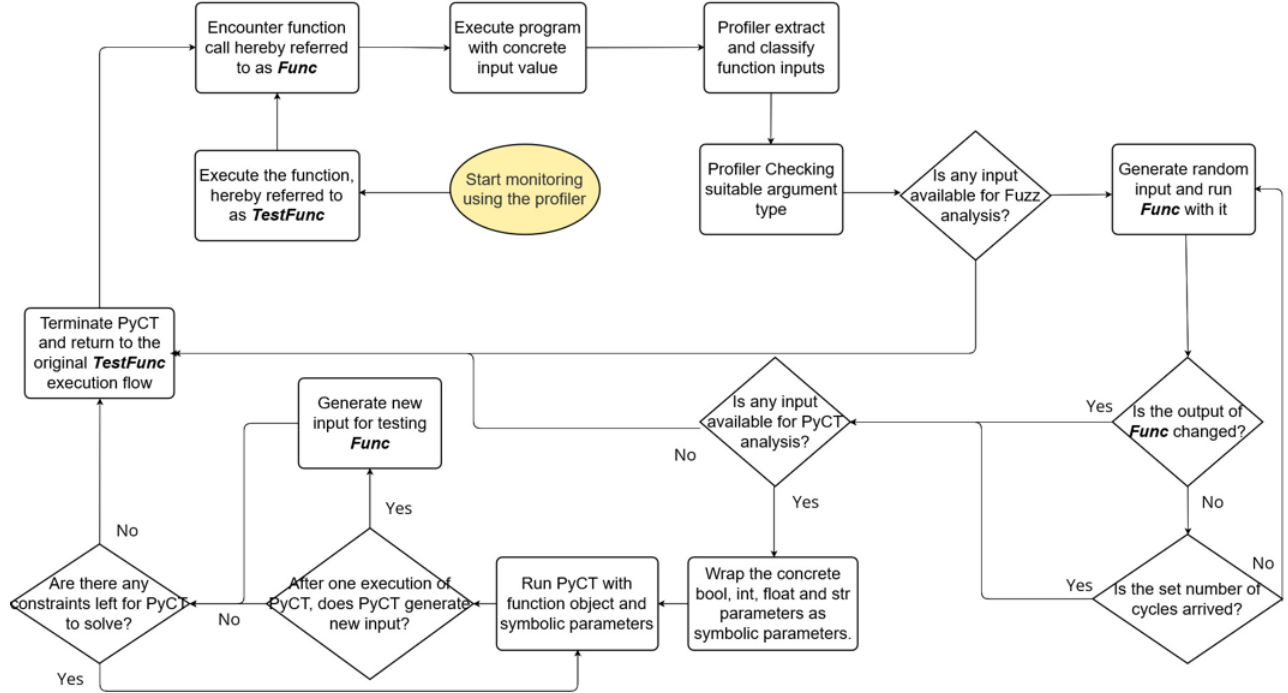 Encounter function
call hereby referred
to as Func
Execute program
with concrete
input value
Profiler extract
and classify
function inputs
Execute the function,
hereby referred to
as TestFunc
Start monitoring
using the profiler
Profiler Checking
suitable argument
type
Is any input
available for Fuzz
analysis?
Generate random
input and run
Func with it
Terminate PyCT
and return to the
original TestFunc
execution flow
Generate new
input for testing
Func
Is any input
available for PyCT
analysis?
No
Yes
Yes
Is the output of
Func changed?
No
No
Yes
Is the set number of
cycles arrived?
Wrap the concrete
bool, int, float and str
parameters as
symbolic parameters.
Run PyCT with
function object and
symbolic parameters
Yes
After one execution of
PyCT, does PyCT generate
new input?
No
No
Are there any
constraints left for PyCT
to solve?
Yes